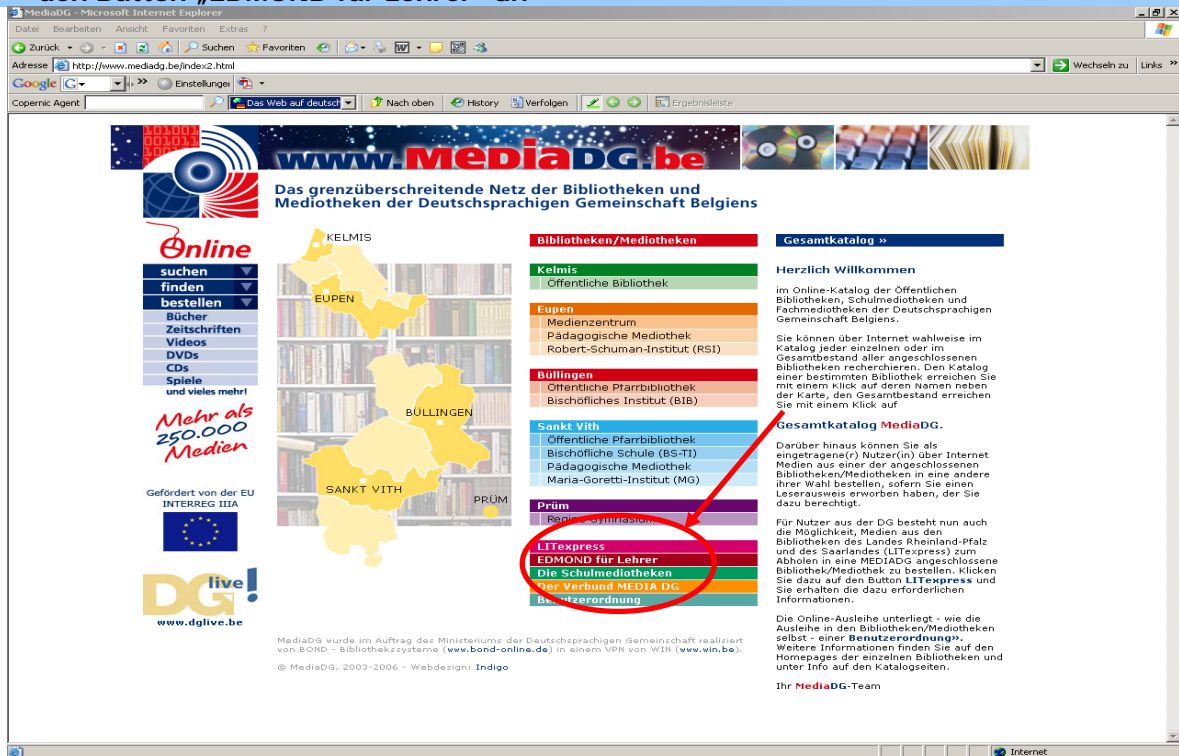 den Button „EDMOND für Lehrer“ an
MediaDG - Microsoft Internet Explorer
Datei Bearbeiten Ansicht Favoriten Extras ?
Zurück Suchen Favoriten
Adresse http://www.mediadg.be/index2.html Wechseln zu Links »
Google G Einstellungen
Copernic Agent Das Web auf deutsch Nach oben History Verfolgen Ergebnisleiste
www.MEDIADG.be
Das grenzüberschreitende Netz der Bibliotheken und
Mediotheken der Deutschsprachigen Gemeinschaft Belgiens
Online
suchen
finden
bestellen
Bücher
Zeitschriften
Videos
DVDs
CDs
Spiele
und vieles mehr!
Mehr als
250.000
Medien
Gefördert von der EU
INTERREG IIIA
DG live!
www.dglive.be
KELMIS
EUPEN
BÜLLINGEN
SANKT VITH
PRÜM
Bibliotheken/Mediotheken
Kelmis
Öffentliche Bibliothek
Eupen
Medienzentrum
Pädagogische Mediothek
Robert-Schuman-Institut (RSI)
Büllingen
Öffentliche Pfarrbibliothek
Bischöfliches Institut (BIB)
Sankt Vith
Öffentliche Pfarrbibliothek
Bischöfliche Schule (BS-TI)
Pädagogische Mediothek
Maria-Goretti-Institut (MG)
Prüm
Regino-Gymnasium
LITexpress
EDMOND für Lehrer
Die Schulmediotheken
Der Verbund MEDIA DG
Benutzerordnung
MediaDG wurde im Auftrag des Ministeriums der Deutschsprachigen Gemeinschaft realisiert
von BOND - Bibliothekssysteme (www.bond-online.de) in einem VPN von WIN (www.win.be).
© MediaDG, 2003-2006 - Webdesign: Indigo
Gesamtkatalog »
Herzlich Willkommen
im Online-Katalog der Öffentlichen
Bibliotheken, Schulmediotheken und
Fachmediotheken der Deutschsprachigen
Gemeinschaft Belgiens.
Sie können über Internet wahlweise im
Katalog jeder einzelnen oder im
Gesamtbestand aller angeschlossenen
Bibliotheken recherchieren. Den Katalog
einer bestimmten Bibliothek erreichen Sie
mit einem Klick auf deren Namen neben
der Karte, den Gesamtbestand erreichen
Sie mit einem Klick auf
Gesamtkatalog MediaDG.
Darüber hinaus können Sie als
eingetragene(r) Nutzer(in) über Internet
Medien aus einer der angeschlossenen
Bibliotheken/Mediotheken in eine andere
ihrer Wahl bestellen, sofern Sie einen
Leserausweis erworben haben, der Sie
dazu berechtigt.
Für Nutzer aus der DG besteht nun auch
die Möglichkeit, Medien aus den
Bibliotheken des Landes Rheinland-Pfalz
und des Saarlandes (LITexpress) zum
Abholen in eine MEDIADG angeschlossene
Bibliothek/Mediothek zu bestellen. Klicken
Sie dazu auf den Button LITexpress und
Sie erhalten die dazu erforderlichen
Informationen.
Die Online-Ausleihe unterliegt - wie die
Ausleihe in den Bibliotheken/Mediotheken
selbst - einer Benutzerordnung».
Weitere Informationen finden Sie auf den
Homepages der einzelnen Bibliotheken und
unter Info auf den Katalogseiten.
Ihr MediaDG-Team
Internet